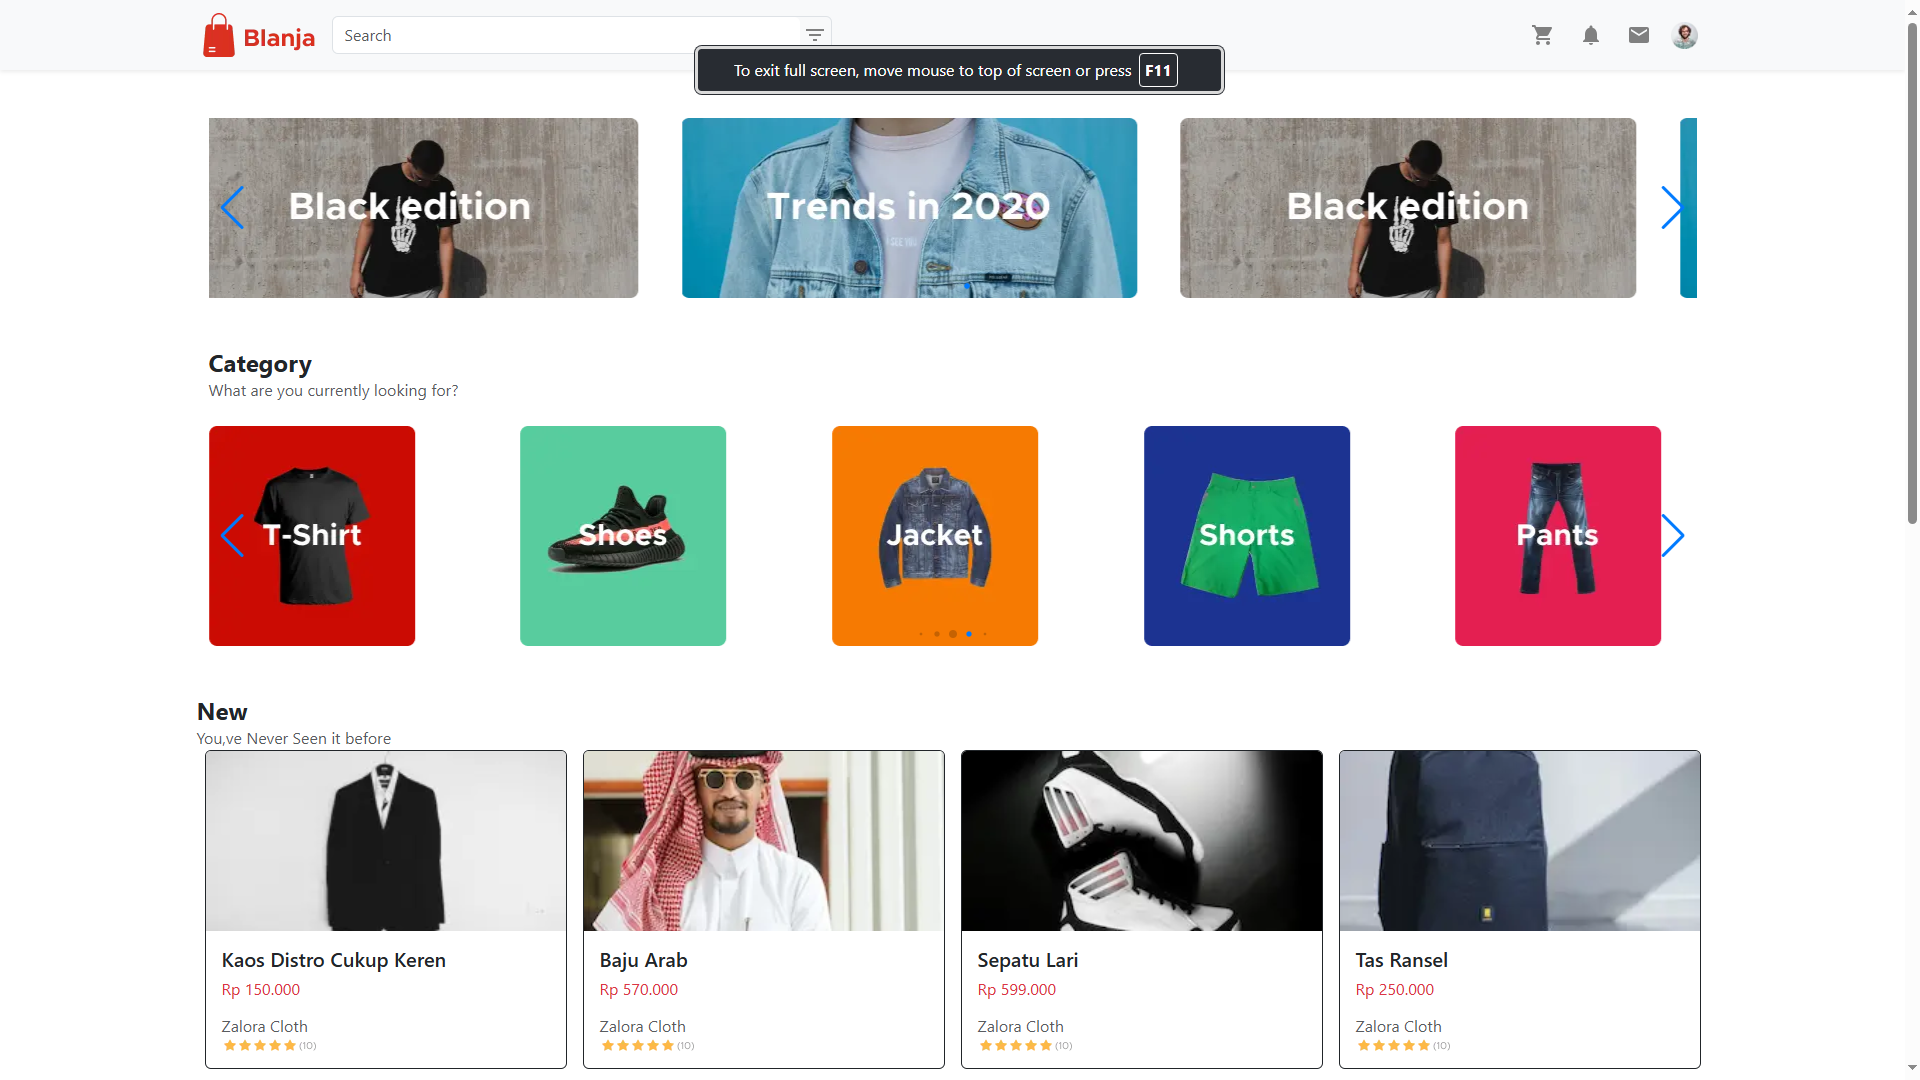 Blanja
Search
To exit full screen, move mouse to top of screen or press F11
Black edition
Trends in 2020
I SEE YOU
Black edition
Category
What are you currently looking for?
T-Shirt
Shoes
Jacket
Shorts
Pants
New
You,ve Never Seen it before
Kaos Distro Cukup Keren
Rp 150.000
Zalora Cloth
(10)
Baju Arab
Rp 570.000
Zalora Cloth
(10)
Sepatu Lari
Rp 599.000
Zalora Cloth
(10)
Tas Ransel
Rp 250.000
Zalora Cloth
(10)